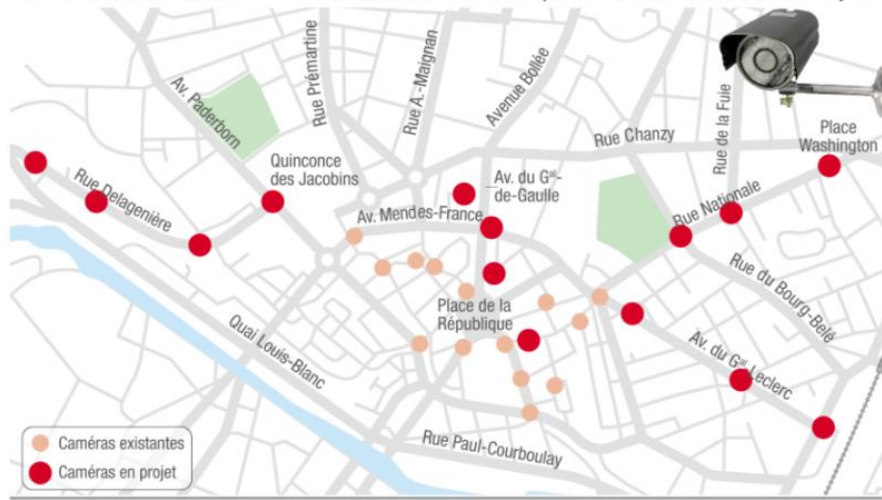 Av. Paderborn
Rue Prémartine
Rue A.-Maignan
Avenue Bollée
Rue Chanzy
Rue de la Fuie
Place
Washington
Quinconce
des Jacobins
Rue Delagenière
Av. du Gal-
de-Gaulle
Av. Mendes-France
Rue Nationale
Rue du Bourg-Belé
Place de la
République
Quai Louis-Blanc
Av. du Gal Leclerc
Rue Paul-Courboulay
Caméras existantes
Caméras en projet